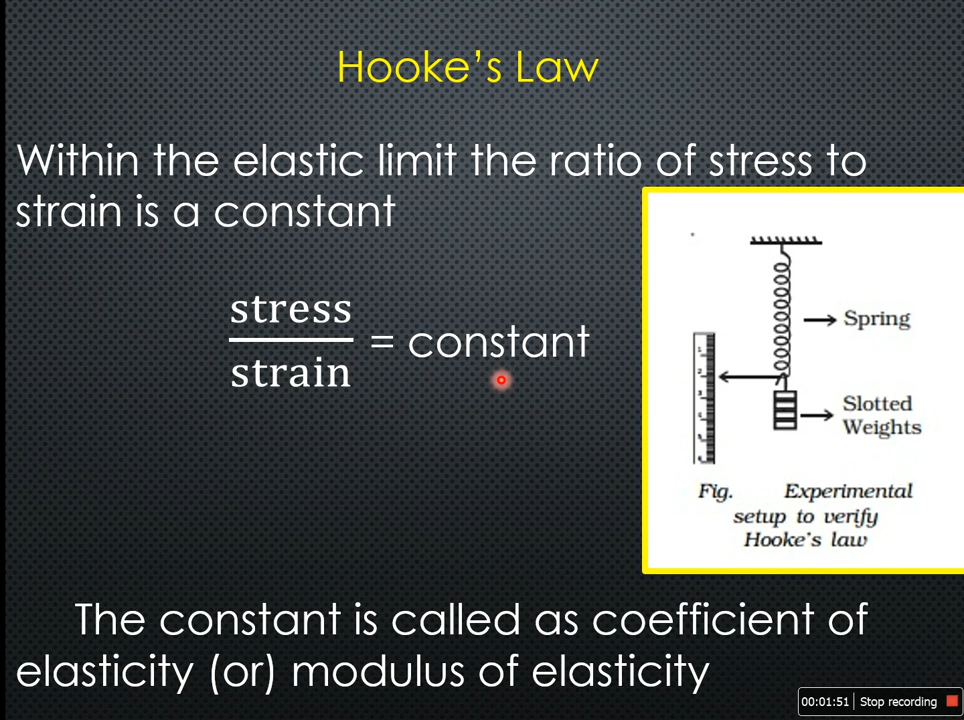 Hooke's Law
Within the elastic limit the ratio of stress to
strain is a constant
stress
strain
= constant
Spring
Slotted
Weights
Fig. Experimental
setup to verify
Hooke's law
The constant is called as coefficient of
elasticity (or) modulus of elasticity
00:01:51 Stop recording